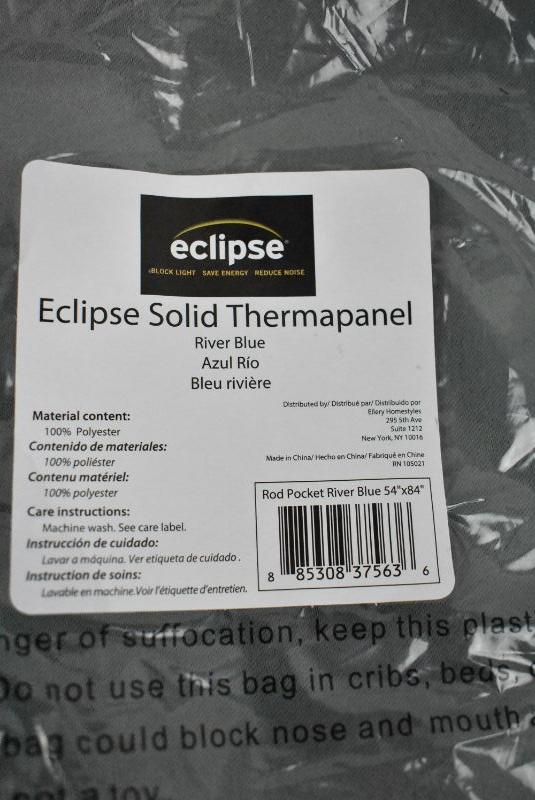 eclipse®
BLOCK LIGHT SAVE ENERGY REDUCE NOISE
Eclipse Solid Thermapanel
River Blue
Azul Río
Bleu rivière
Material content:
100% Polyester
Contenido de materiales:
100% poliéster
Contenu matériel:
100% polyester
Care instructions:
Machine wash. See care label.
Instrucción de cuidado:
Lavar a máquina. Ver etiqueta de cuidado.
Instruction de soins:
Lavable en machine.Voir l'étiquette d'entretien.
Distributed by/ Distribué par/ Distribuido por
Ellery Homestyles
295 5th Ave
Suite 1212
New York, NY 10016
Made in China/ Hecho en China/ Fabriqué en Chine
RN 105021
Rod Pocket River Blue 54"x84"
8 85308 37563 6
nger of suffocation, keep this plast
Do not use this bag in cribs, beds,
bag could block nose and mouth
not a toy.